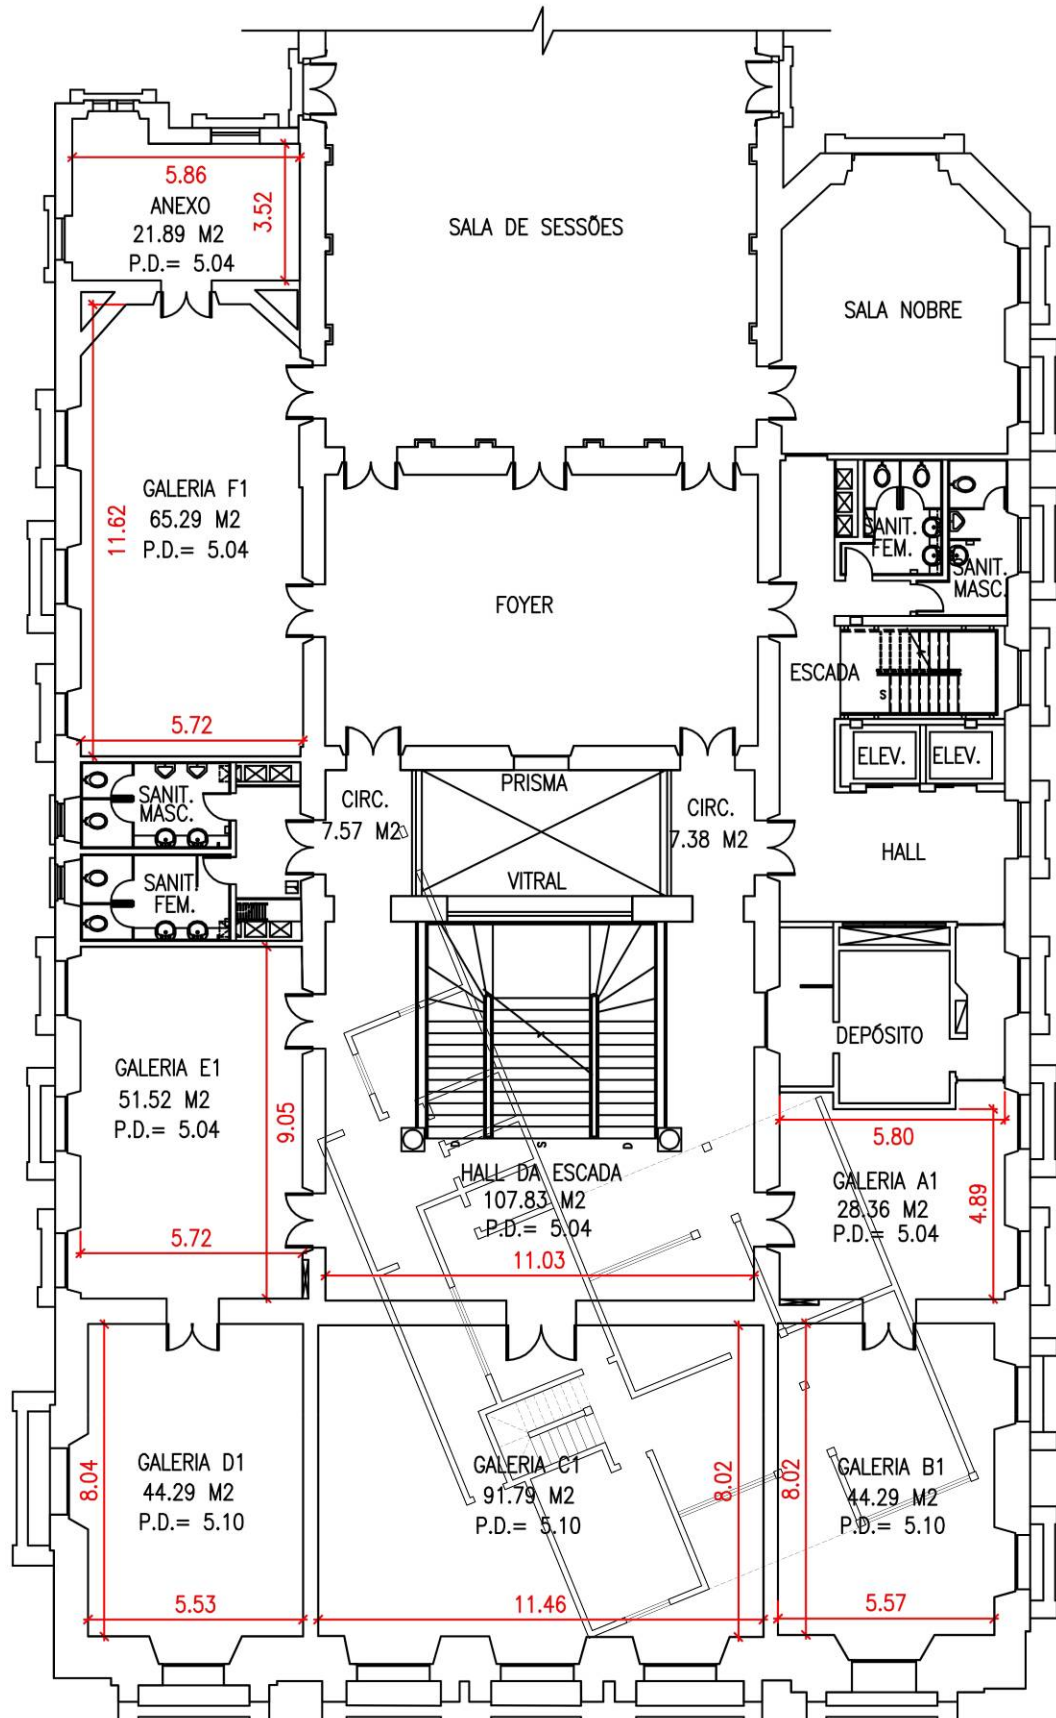 5.86
ANEXO
21.89 M2
P.D.= 5.04
3.52
SALA DE SESSÕES
SALA NOBRE
GALERIA F1
65.29 M2
P.D.= 5.04
11.62
5.72
FOYER
SANIT.
FEM.
SANIT.
MASC.
ESCADA
S
ELEV.
ELEV.
HALL
SANIT.
MASC.
SANIT.
FEM.
CIRC.
7.57 M2
PRISMA
VITRAL
CIRC.
7.38 M2
GALERIA E1
51.52 M2
P.D.= 5.04
9.05
5.72
DEPÓSITO
D
S
D
HALL DA ESCADA
107.83 M2
P.D.= 5.04
11.03
5.80
GALERIA A1
28.36 M2
P.D.= 5.04
4.89
GALERIA D1
44.29 M2
P.D.= 5.10
8.04
5.53
GALERIA C1
91.79 M2
P.D.= 5.10
8.02
11.46
8.02
GALERIA B1
44.29 M2
P.D.= 5.10
5.57